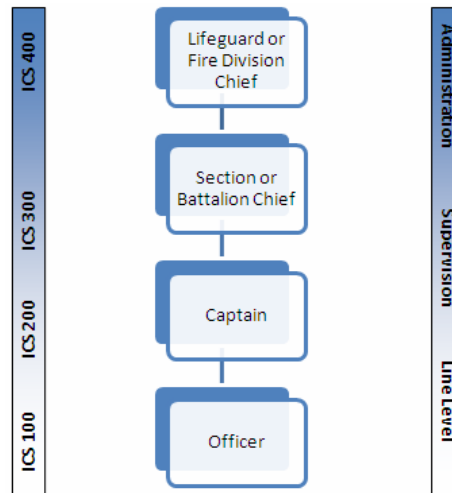 ICS 400
ICS 300
ICS 200
ICS 100
Lifeguard or
Fire Division
Chief
Section or
Battalion Chief
Captain
Officer
Administration
Supervision
Line Level